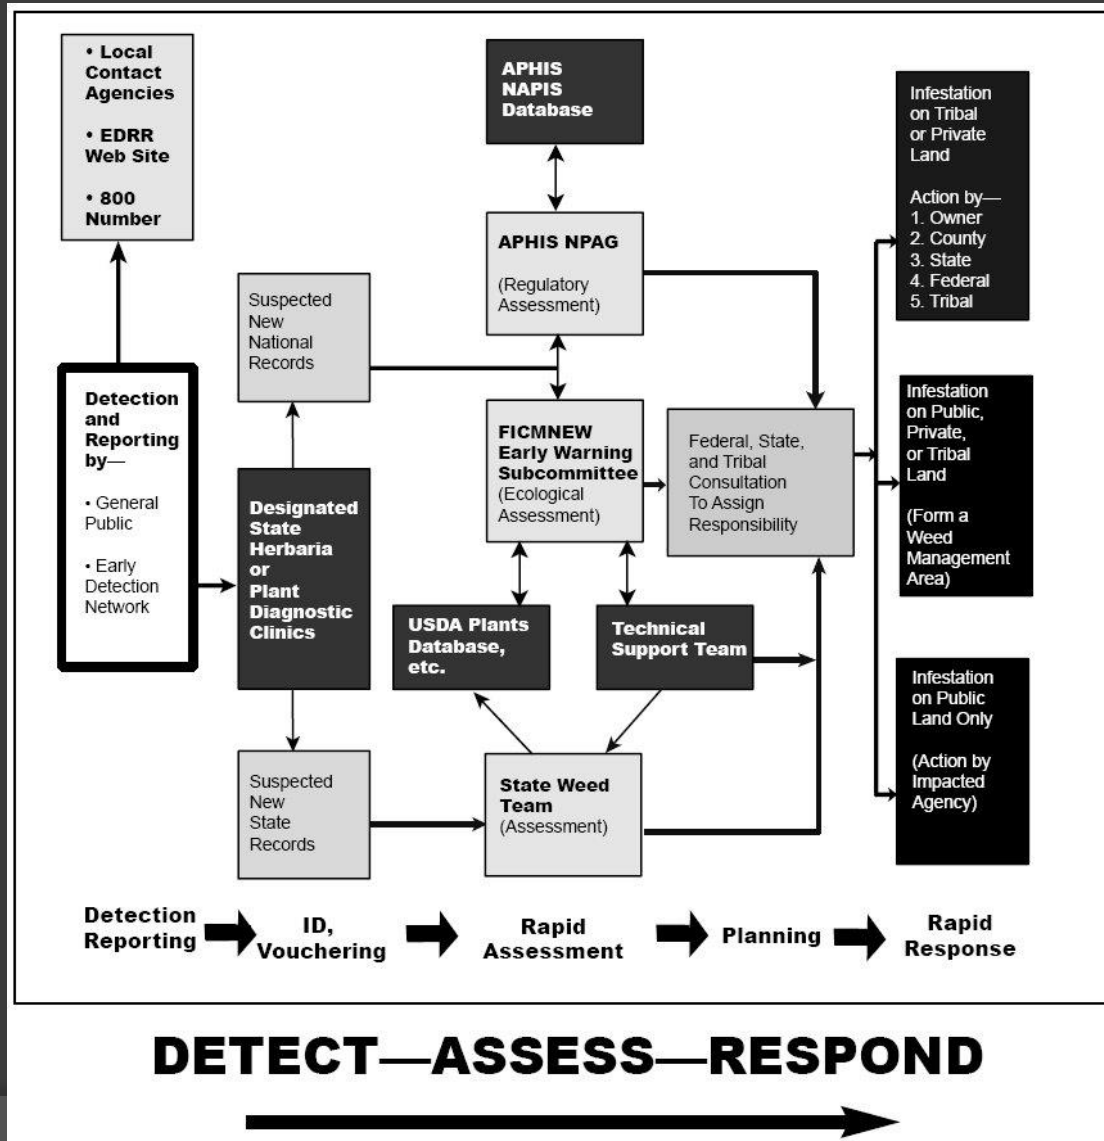 • Local
Contact
Agencies
• EDRR
Web Site
• 800
Number
Detection
and
Reporting
by—
• General
Public
• Early
Detection
Network
Suspected
New
National
Records
Designated
State
Herbaria
or
Plant
Diagnostic
Clinics
Suspected
New
State
Records
APHIS
NAPIS
Database
APHIS NPAG
(Regulatory
Assessment)
FICMNEW
Early Warning
Subcommittee
(Ecological
Assessment)
USDA Plants
Database,
etc.
Technical
Support Team
State Weed
Team
(Assessment)
Federal, State,
and Tribal
Consultation
To Assign
Responsibility
Infestation
on Tribal
or Private
Land
Action by—
1. Owner
2. County
3. State
4. Federal
5. Tribal
Infestation
on Public,
Private,
or Tribal
Land
(Form a
Weed
Management
Area)
Infestation
on Public
Land Only
(Action by
Impacted
Agency)
Detection
Reporting
ID,
Vouchering
Rapid
Assessment
Planning
Rapid
Response
DETECT—ASSESS—RESPOND